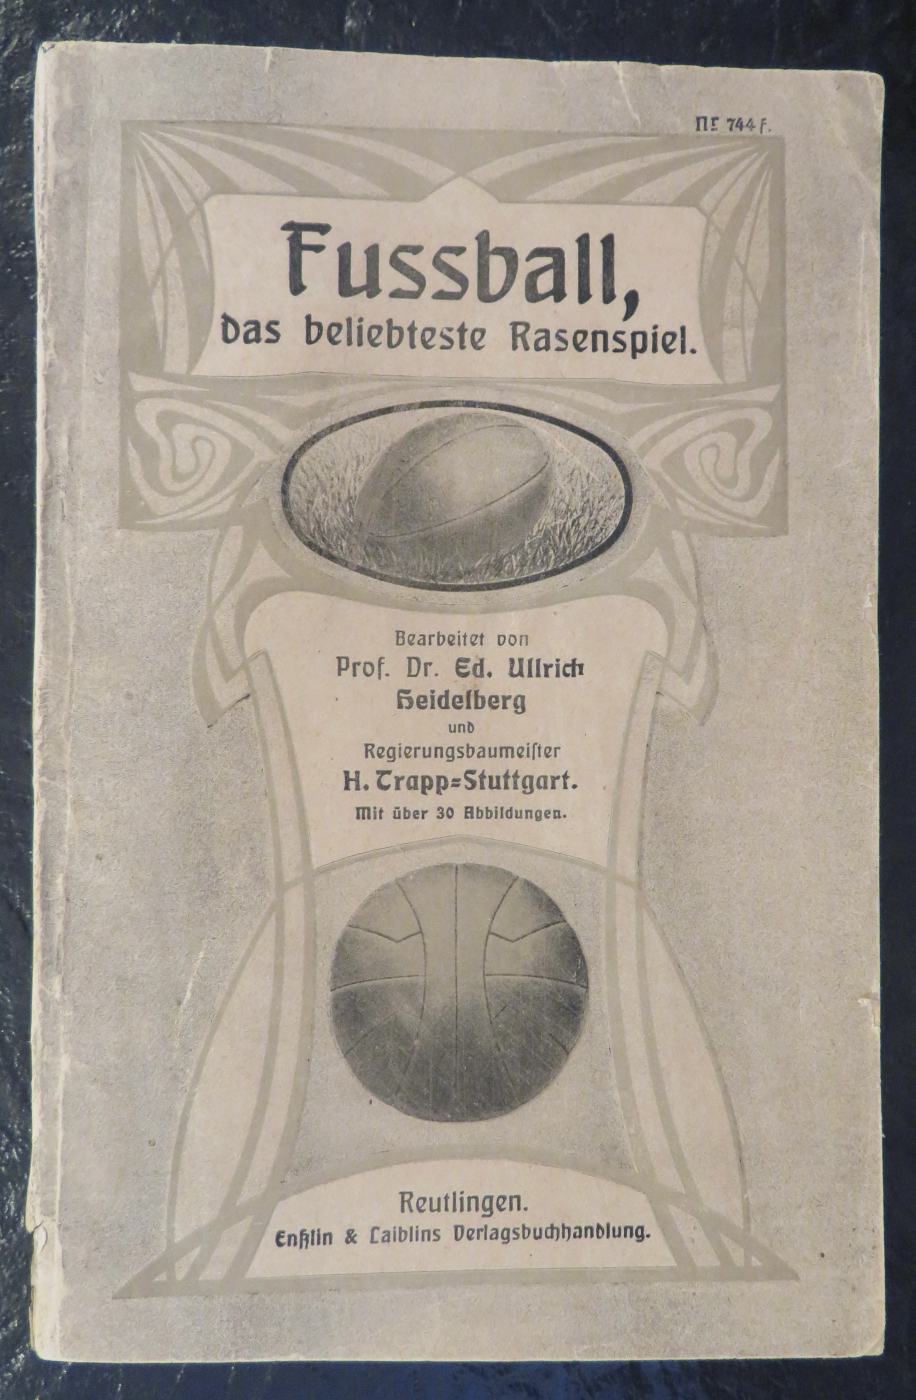 Nr 744 f.
Fussball,
das beliebteste Rasenspiel.
Bearbeitet von
Prof. Dr. Ed. Ullrich
Heidelberg
und
Regierungsbaumeiſter
H. Trapp=Stuttgart.
Mit über 30 Abbildungen.
Reutlingen.
Enßlin & Laiblins Verlagsbuchhandlung.